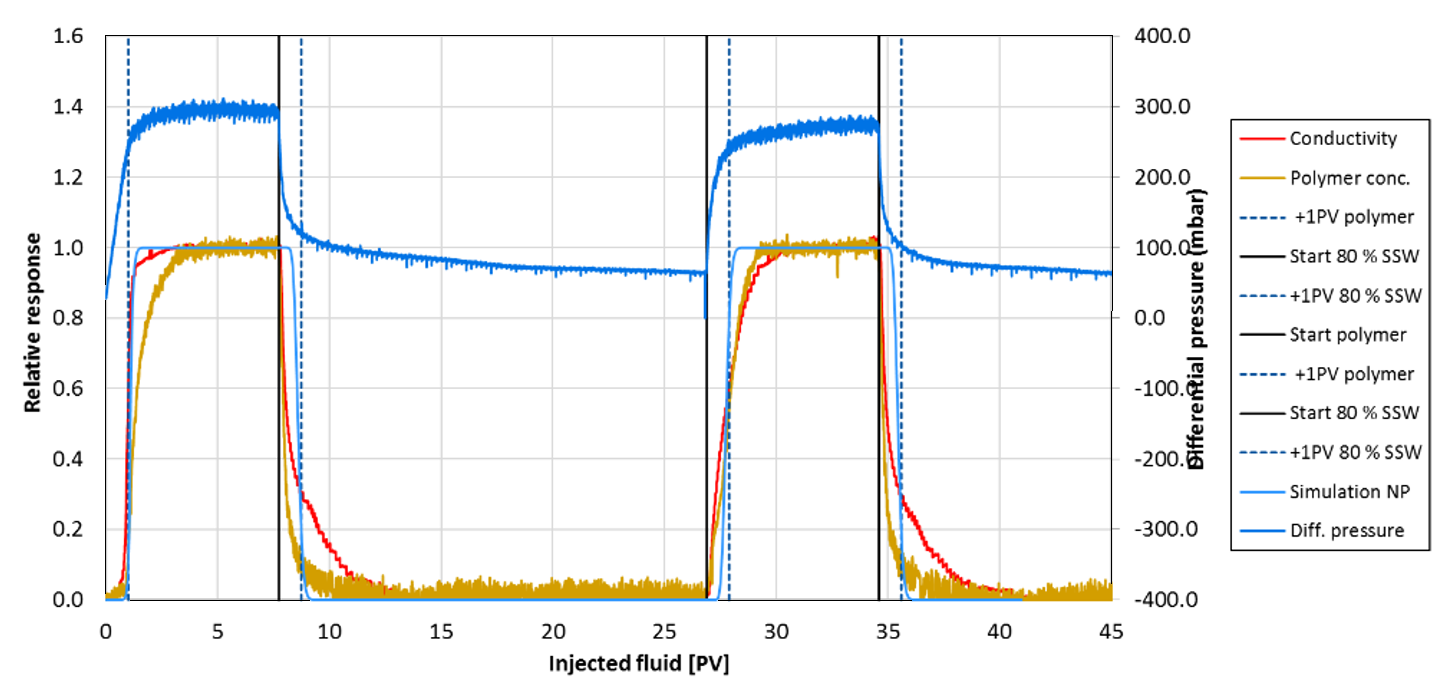 Relative response
1.6
1.4
1.2
1.0
0.8
0.6
0.4
0.2
0.0
0 5 10 15 20 25 30 35 40 45
Injected fluid [PV]
400.0
300.0
200.0
100.0
0.0
-100.0
-200.0
-300.0
-400.0
Differential pressure (mbar)
Conductivity
Polymer conc.
+1PV polymer
Start 80 % SSW
+1PV 80 % SSW
Start polymer
+1PV polymer
Start 80 % SSW
+1PV 80 % SSW
Simulation NP
Diff. pressure